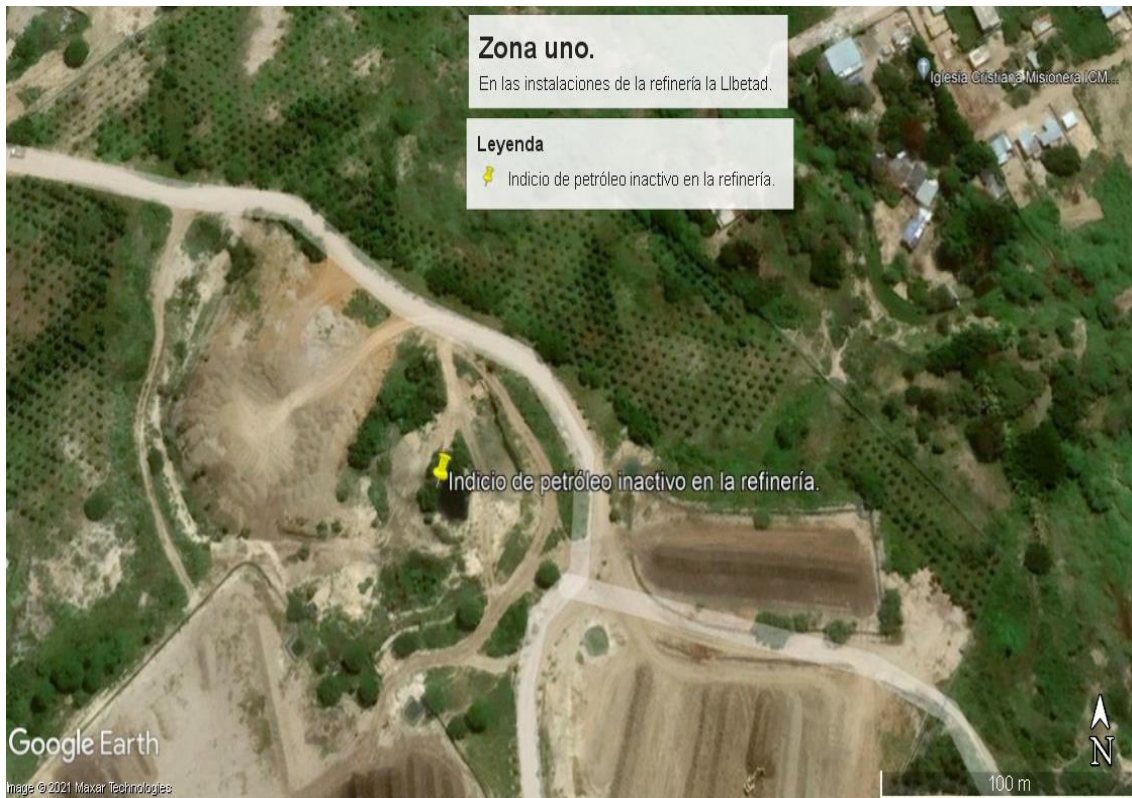 Zona uno.
En las instalaciones de la refinería la LIbetad.
Leyenda
Indicio de petróleo inactivo en la refinería.
Iglesia Cristiana Misionera ICM...
Indicio de petróleo inactivo en la refinería.
Google Earth
Image © 2021 Maxar Technologies
100 m
N